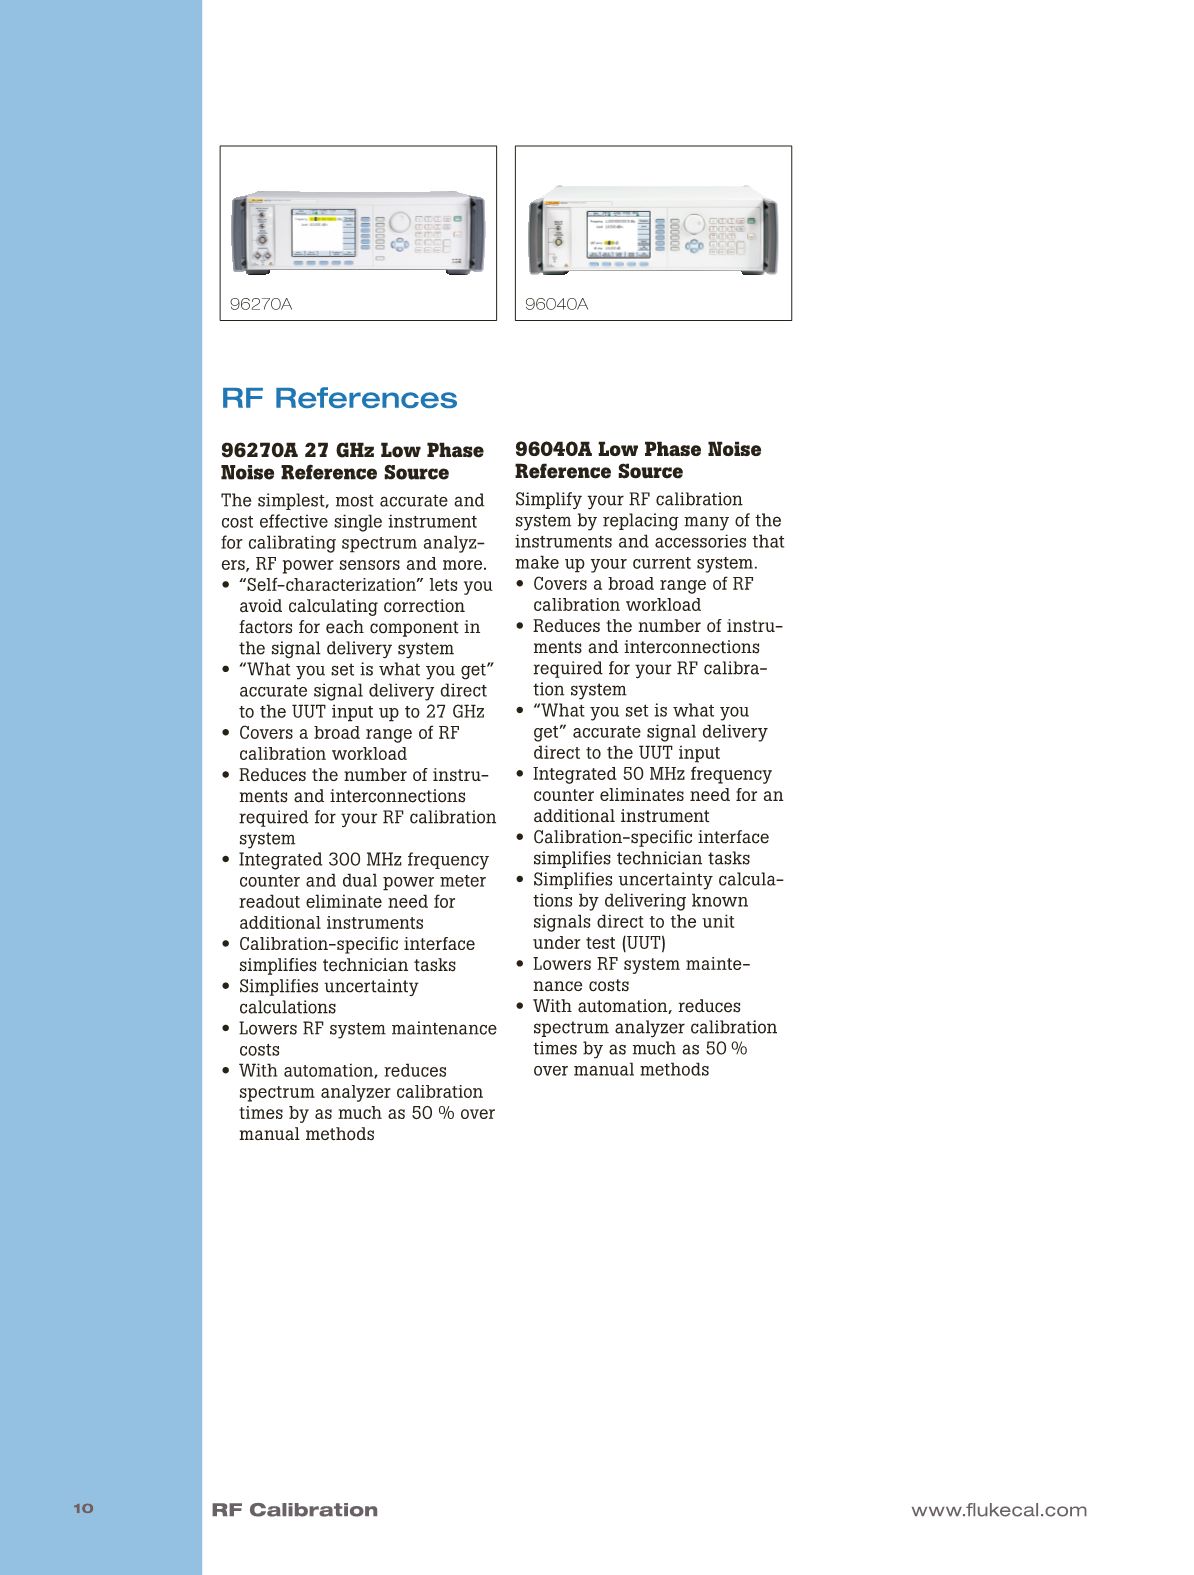 96270A
96040A
RF References
96270A 27 GHz Low Phase
Noise Reference Source
The simplest, most accurate and
cost effective single instrument
for calibrating spectrum analyz-
ers, RF power sensors and more.
• “Self-characterization” lets you
avoid calculating correction
factors for each component in
the signal delivery system
• “What you set is what you get”
accurate signal delivery direct
to the UUT input up to 27 GHz
• Covers a broad range of RF
calibration workload
• Reduces the number of instru-
ments and interconnections
required for your RF calibration
system
• Integrated 300 MHz frequency
counter and dual power meter
readout eliminate need for
additional instruments
• Calibration-specific interface
simplifies technician tasks
• Simplifies uncertainty
calculations
• Lowers RF system maintenance
costs
• With automation, reduces
spectrum analyzer calibration
times by as much as 50 % over
manual methods
96040A Low Phase Noise
Reference Source
Simplify your RF calibration
system by replacing many of the
instruments and accessories that
make up your current system.
• Covers a broad range of RF
calibration workload
• Reduces the number of instru-
ments and interconnections
required for your RF calibra-
tion system
• “What you set is what you
get” accurate signal delivery
direct to the UUT input
• Integrated 50 MHz frequency
counter eliminates need for an
additional instrument
• Calibration-specific interface
simplifies technician tasks
• Simplifies uncertainty calcula-
tions by delivering known
signals direct to the unit
under test (UUT)
• Lowers RF system mainte-
nance costs
• With automation, reduces
spectrum analyzer calibration
times by as much as 50 %
over manual methods
10
RF Calibration
www.flukecal.com